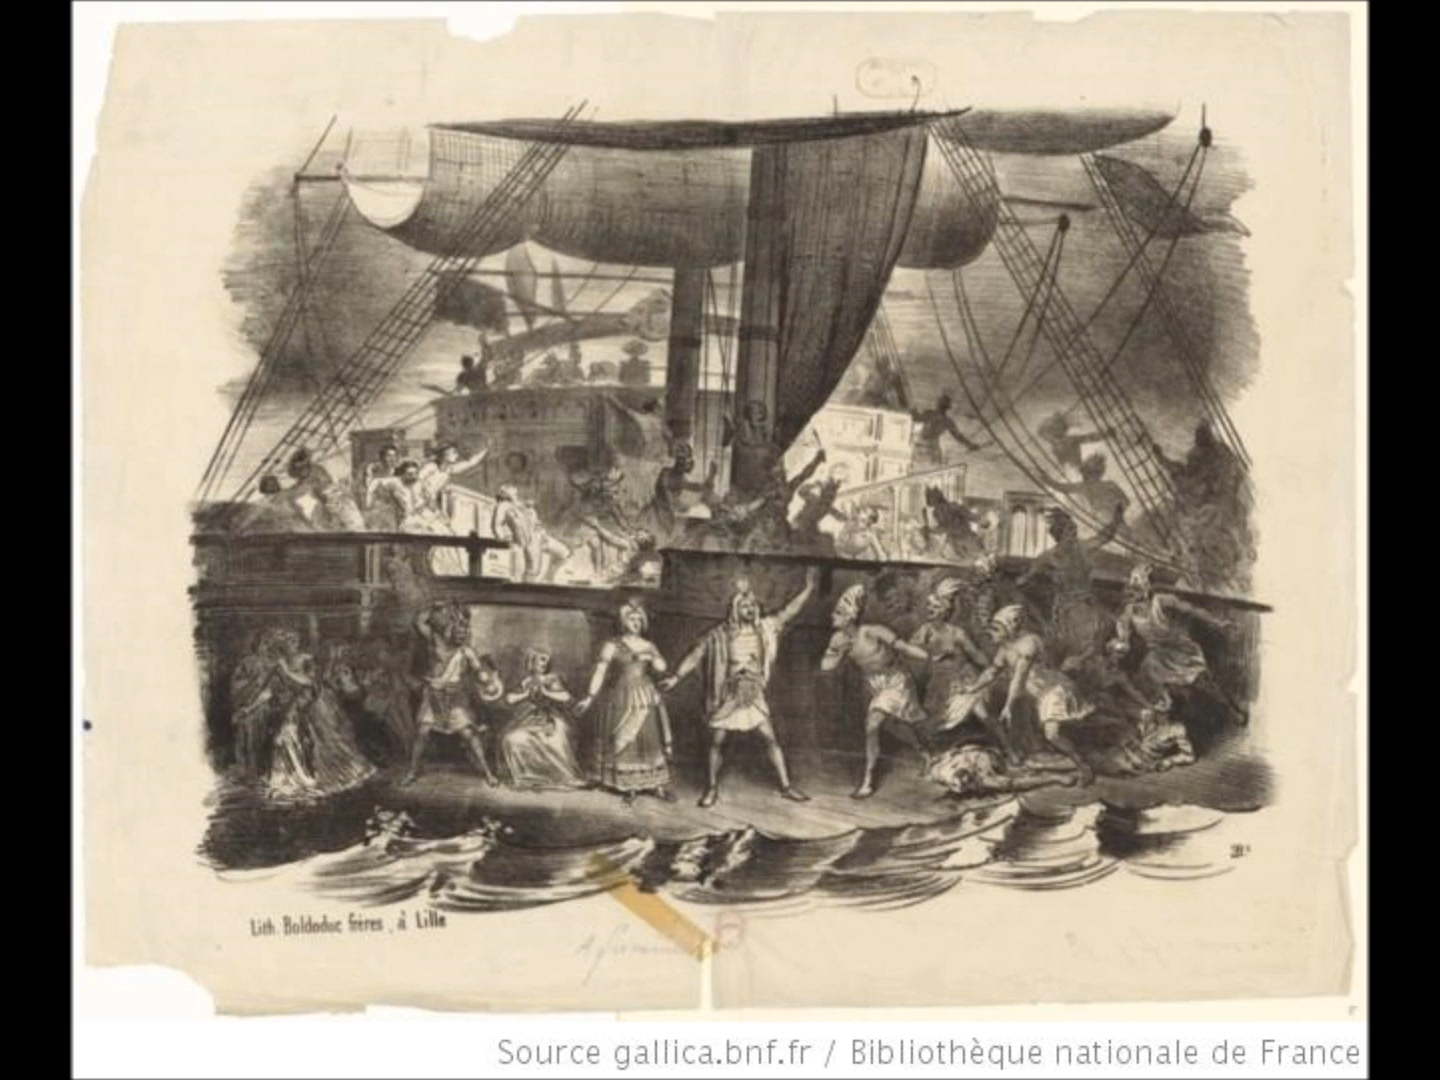 Lith. Boldoduc frères, à Lille
Source gallica.bnf.fr / Bibliothèque nationale de France